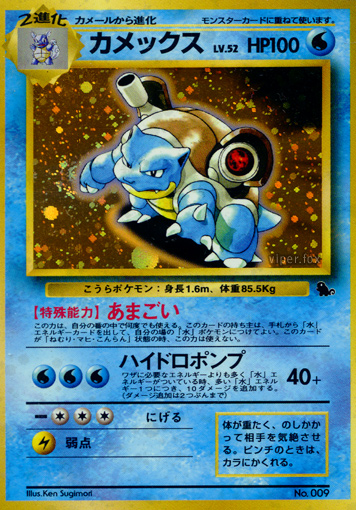 2進化 カメールから進化 モンスターカードに重ねて使います。
カメックス LV.52 HP100
viper.fox
こうらポケモン：身長1.6m、体重85.5Kg
【特殊能力】あまごい
この力は、自分の番の中で何度でも使える。このカードの持ち主は、手札から「水」
エネルギーカードを出して、自分の「水」ポケモンにつけてよい。このカード
が「ねむり・マヒ・こんらん」状態の時、この力は使えない。
ハイドロポンプ 40+
ワザに必要なエネルギーよりも多く「水」エネ
ルギーがついている時、多い「水」エネル
ギー1つにつき、10ダメージを追加する。
(ダメージ追加は2つぶんまで)
にげる
弱点
体が重たく、のしかか
って相手を気絶させ
る。ピンチのときは、
カラにかくれる。
Illus.Ken Sugimori.
No.009